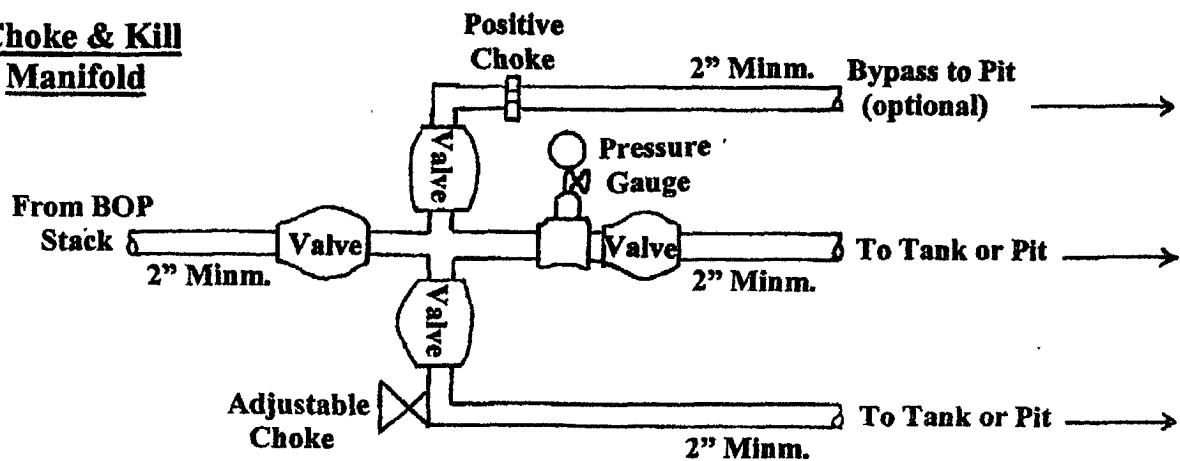 Choke & Kill
Manifold
Positive
Choke
2” Minm.
Bypass to Pit
(optional)
Valve
Pressure
Gauge
From BOP
Stack
Valve
Valve
To Tank or Pit
2” Minm.
2” Minm.
Valve
Adjustable
Choke
To Tank or Pit
2” Minm.